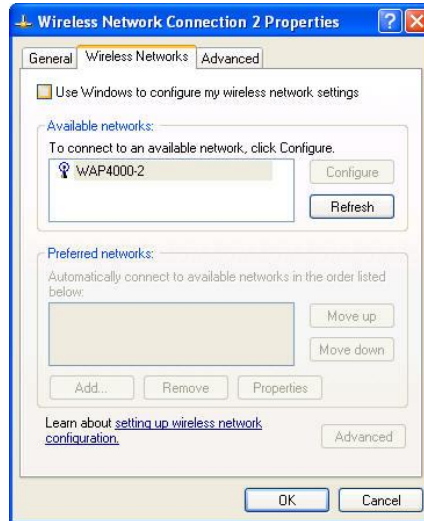 Wireless Network Connection 2 Properties
General Wireless Networks Advanced
Use Windows to configure my wireless network settings
Available networks:
To connect to an available network, click Configure.
WAP4000-2
Configure
Refresh
Preferred networks:
Automatically connect to available networks in the order listed
below:
Move up
Move down
Add... Remove Properties
Learn about setting up wireless network
configuration.
Advanced
OK Cancel